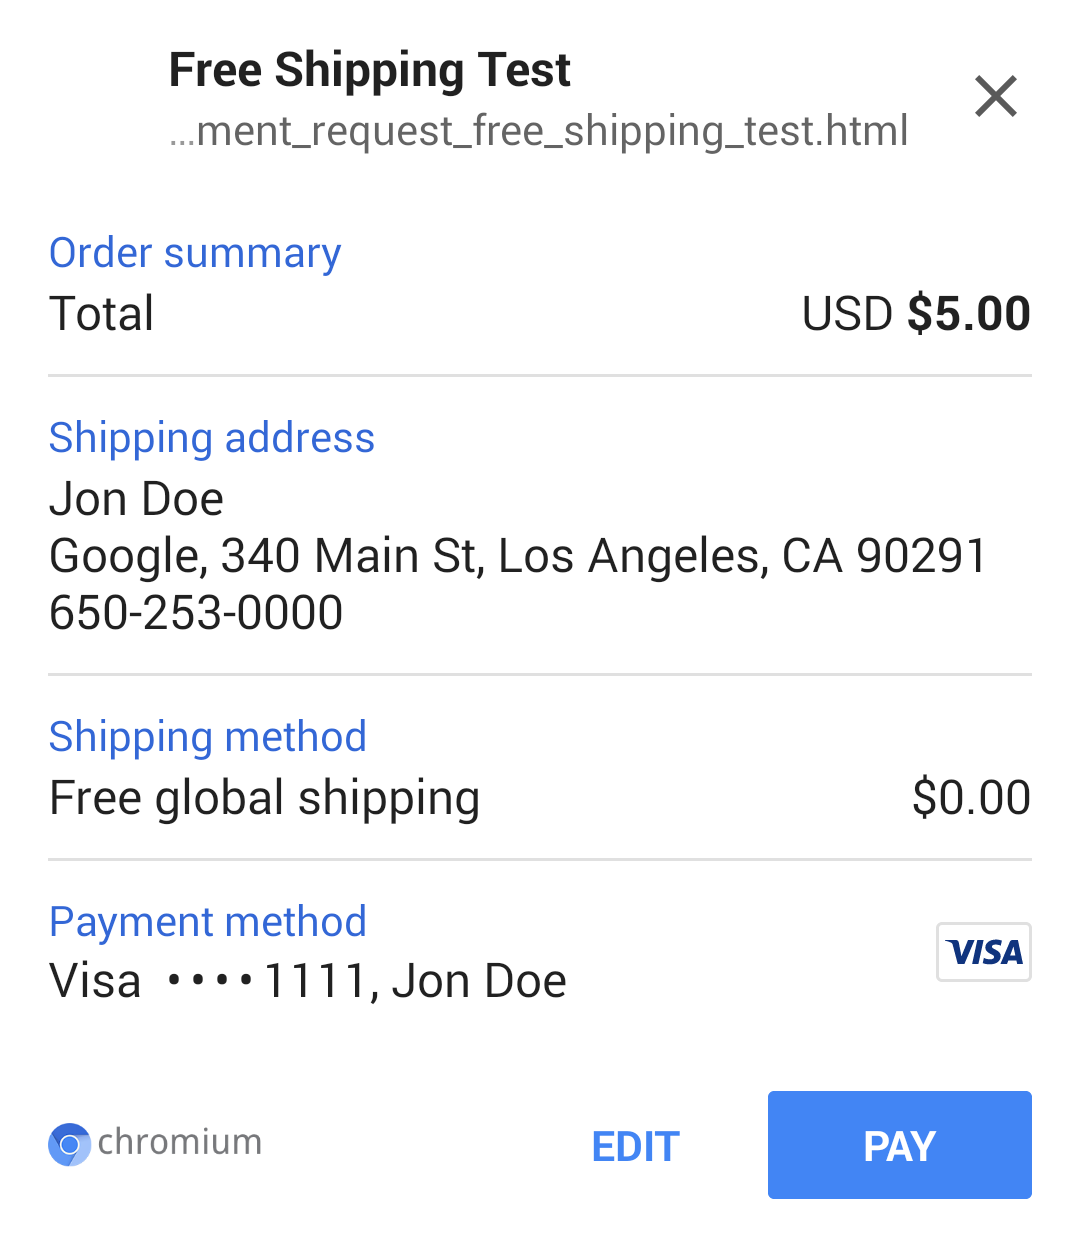 Free Shipping Test
...ment_request_free_shipping_test.html
Order summary
Total USD $5.00
Shipping address
Jon Doe
Google, 340 Main St, Los Angeles, CA 90291
650-253-0000
Shipping method
Free global shipping $0.00
Payment method
Visa ••••1111, Jon Doe VISA
chromium EDIT PAY